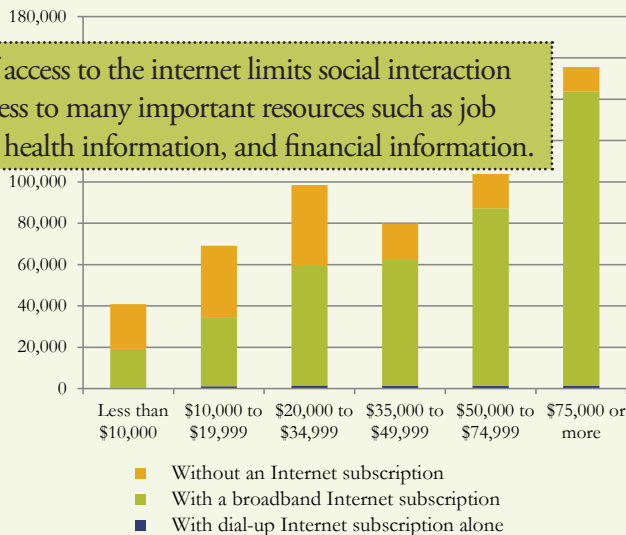 180,000
access to the internet limits social interaction
to many important resources such as job
health information, and financial information.
100,000
80,000
60,000
40,000
20,000
0
Less than $10,000 to $20,000 to $35,000 to $50,000 to $75,000 or
$10,000 $19,999 $34,999 $49,999 $74,999 more
Without an Internet subscription
With a broadband Internet subscription
With dial-up Internet subscription alone